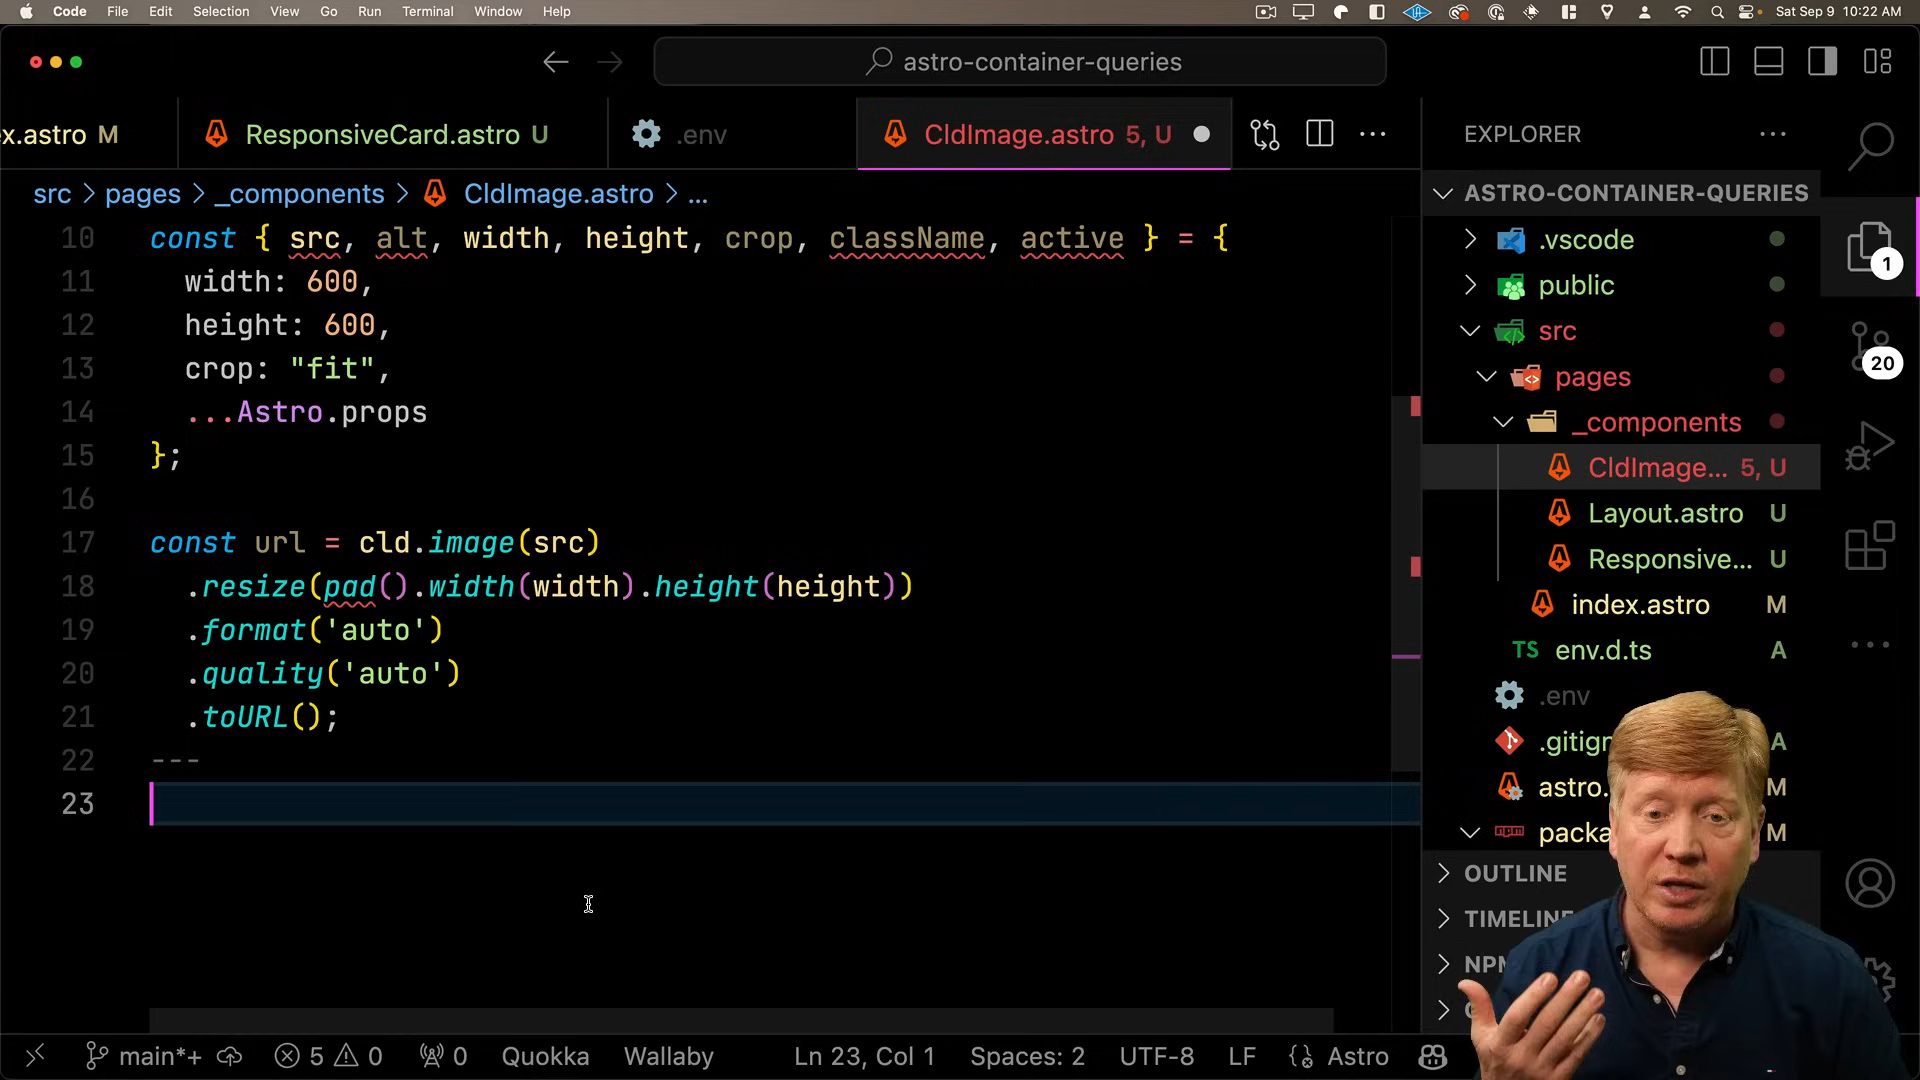 Code File Edit Selection View Go Run Terminal Window Help Sat Sep 9 10:22 AM
astro-container-queries
x.astro M ResponsiveCard.astro U .env CldImage.astro 5, U
src > pages > _components > CldImage.astro > ...
10 const { src, alt, width, height, crop, className, active } = {
11 width: 600,
12 height: 600,
13 crop: "fit",
14 ...Astro.props
15 };
16
17 const url = cld.image(src)
18 .resize(pad().width(width).height(height))
19 .format('auto')
20 .quality('auto')
21 .toURL();
22 ---
23
EXPLORER
ASTRO-CONTAINER-QUERIES
.vscode
public
src
pages
_components
CldImage... 5, U
Layout.astro U
Responsive... U
index.astro M
TS env.d.ts A
.env
.gitign A
astro. M
packa M
OUTLINE
TIMELINE
NPM
1
20
main*+ 5 0 0 Quokka Wallaby Ln 23, Col 1 Spaces: 2 UTF-8 LF Astro